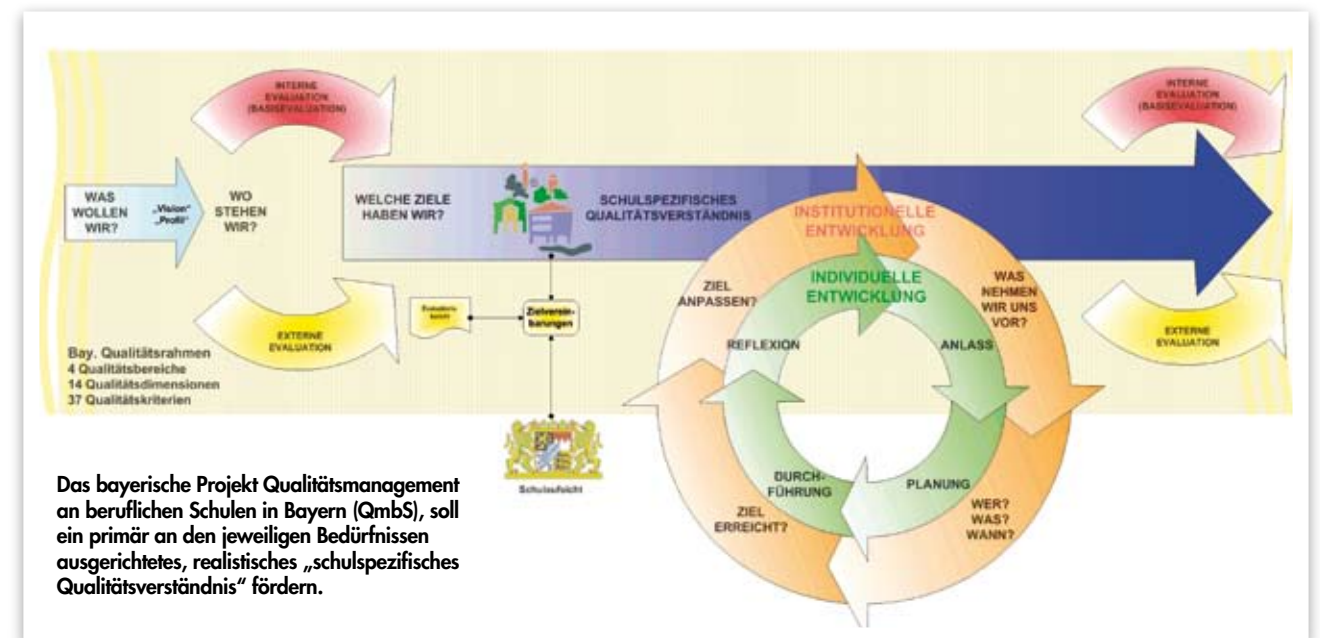 INTERNE
EVALUATION
(BASISEVALUATION)
INTERNE
EVALUATION
(BASISEVALUATION)
WAS
WOLLEN
WIR?
„Vision“
„Profil“
WO
STEHEN
WIR?
WELCHE ZIELE
HABEN WIR?
SCHULSPEZIFISCHES
QUALITÄTSVERSTÄNDNIS
INSTITUTIONELLE
ENTWICKLUNG
INDIVIDUELLE
ENTWICKLUNG
ZIEL
ANPASSEN?
WAS
NEHMEN
WIR UNS
VOR?
REFLEXION
ANLASS
EXTERNE
EVALUATION
Zielverein-
barungen
EXTERNE
EVALUATION
Bay. Qualitätsrahmen
4 Qualitätsbereiche
14 Qualitätsdimensionen
37 Qualitätskriterien
Schulaufsicht
DURCH-
FÜHRUNG
PLANUNG
ZIEL
ERREICHT?
WER?
WAS?
WANN?
Das bayerische Projekt Qualitätsmanagement
an beruflichen Schulen in Bayern (QmbS), soll
ein primär an den jeweiligen Bedürfnissen
ausgerichtetes, realistisches „schulspezifisches
Qualitätsverständnis“ fördern.